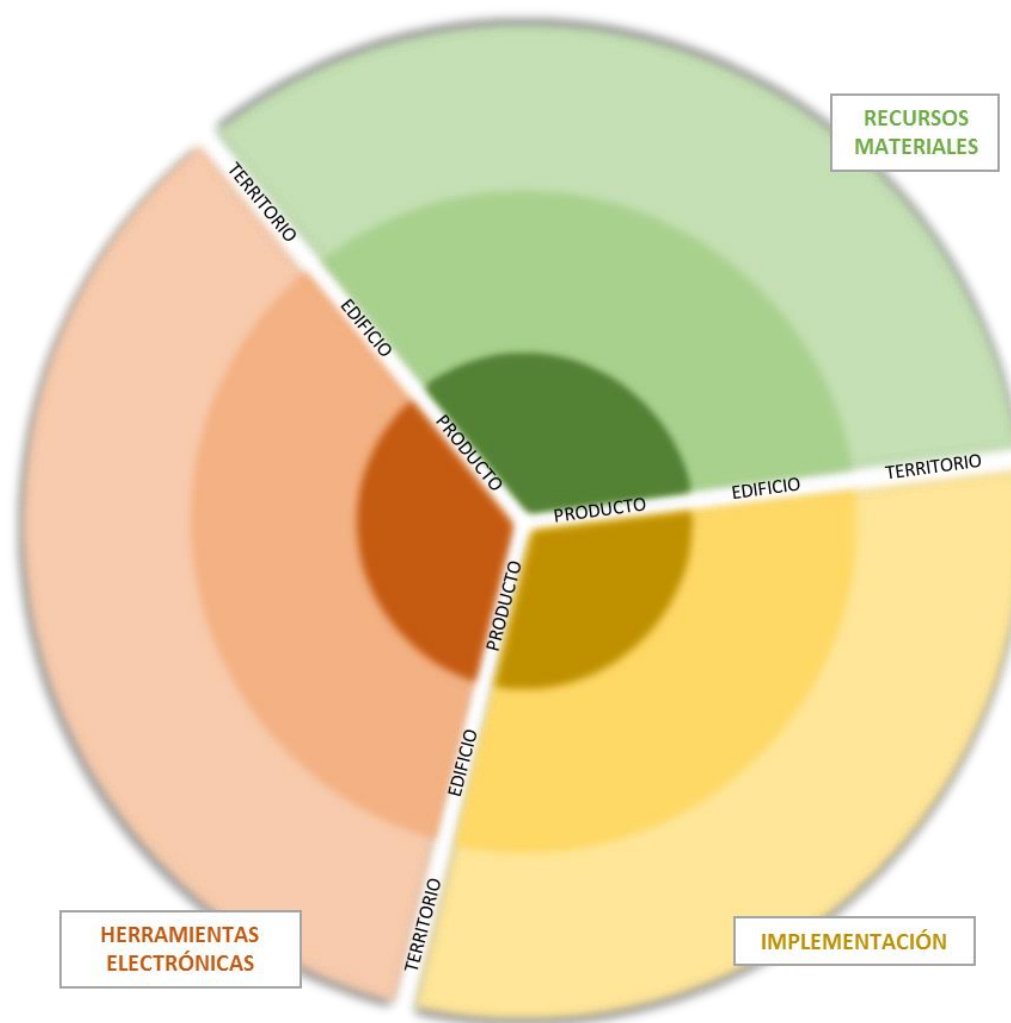 RECURSOS
MATERIALES
TERRITORIO
EDIFICIO
PRODUCTO
PRODUCTO
EDIFICIO
TERRITORIO
PRODUCTO
EDIFICIO
TERRITORIO
HERRAMIENTAS
ELECTRÓNICAS
IMPLEMENTACIÓN